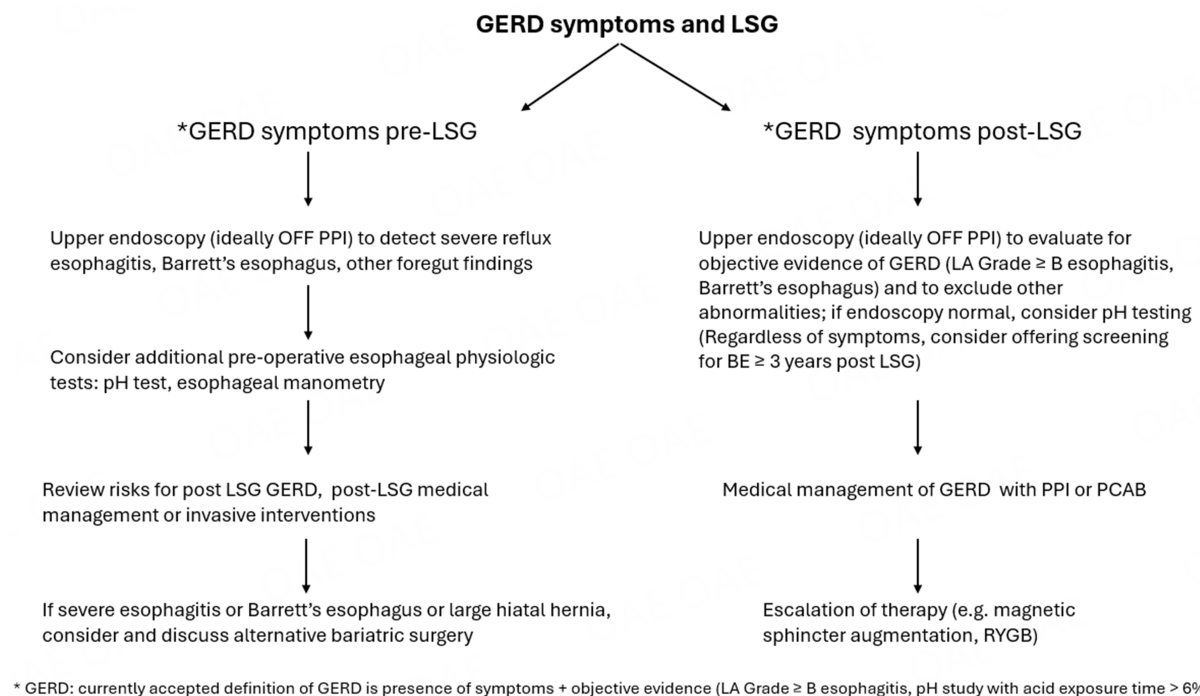 GERD symptoms and LSG
*GERD symptoms pre-LSG
Upper endoscopy (ideally OFF PPI) to detect severe reflux
esophagitis, Barrett’s esophagus, other foregut findings
Consider additional pre-operative esophageal physiologic
tests: pH test, esophageal manometry
Review risks for post LSG GERD, post-LSG medical
management or invasive interventions
If severe esophagitis or Barrett’s esophagus or large hiatal hernia,
consider and discuss alternative bariatric surgery
*GERD symptoms post-LSG
Upper endoscopy (ideally OFF PPI) to evaluate for
objective evidence of GERD (LA Grade ≥ B esophagitis,
Barrett’s esophagus) and to exclude other
abnormalities; if endoscopy normal, consider pH testing
(Regardless of symptoms, consider offering screening
for BE ≥ 3 years post LSG)
Medical management of GERD with PPI or PCAB
Escalation of therapy (e.g. magnetic
sphincter augmentation, RYGB)
* GERD: currently accepted definition of GERD is presence of symptoms + objective evidence (LA Grade ≥ B esophagitis, pH study with acid exposure time > 6%